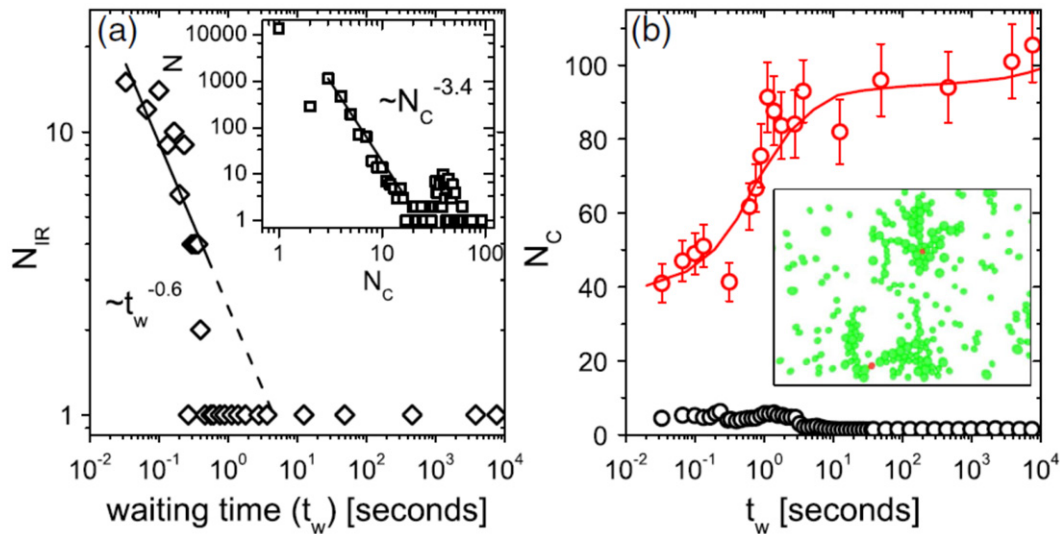 (a)
N_IR
10
1
10^-2 10^-1 10^0 10^1 10^2 10^3 10^4
waiting time (t_w) [seconds]
~t_w^-0.6
N
10000
1000
100
10
1
1 10 100
N_C
~N_C^-3.4
(b)
N_C
100
80
60
40
20
0
10^-2 10^-1 10^0 10^1 10^2 10^3 10^4
t_w [seconds]